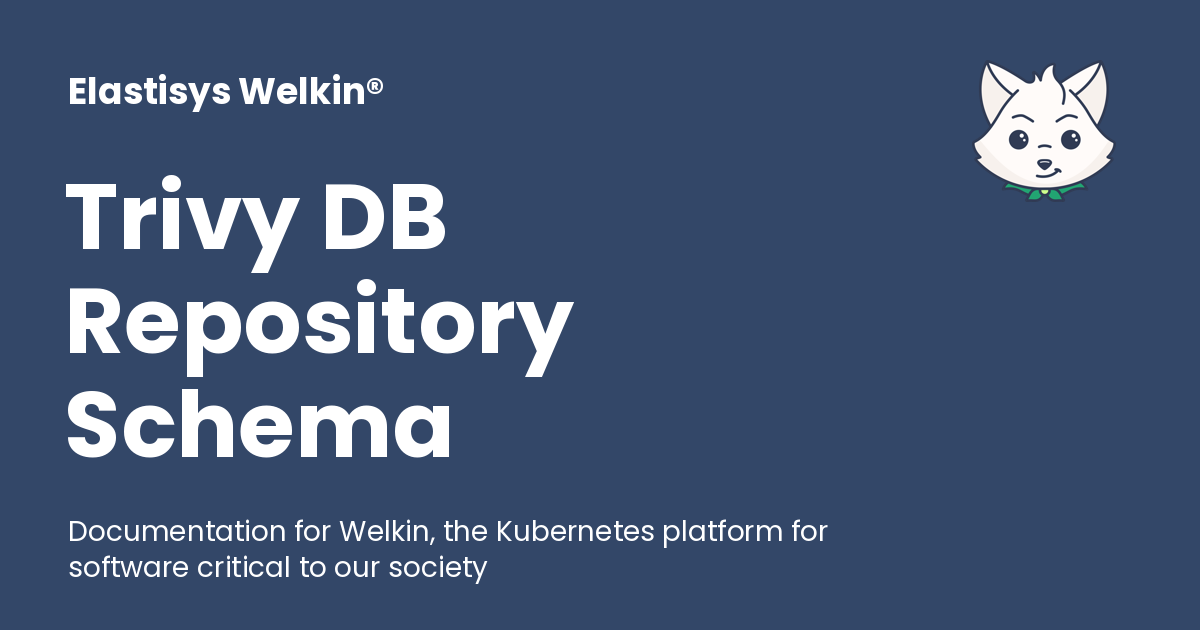 Elastisys Welkin®
Trivy DB
Repository
Schema
Documentation for Welkin, the Kubernetes platform for
software critical to our society